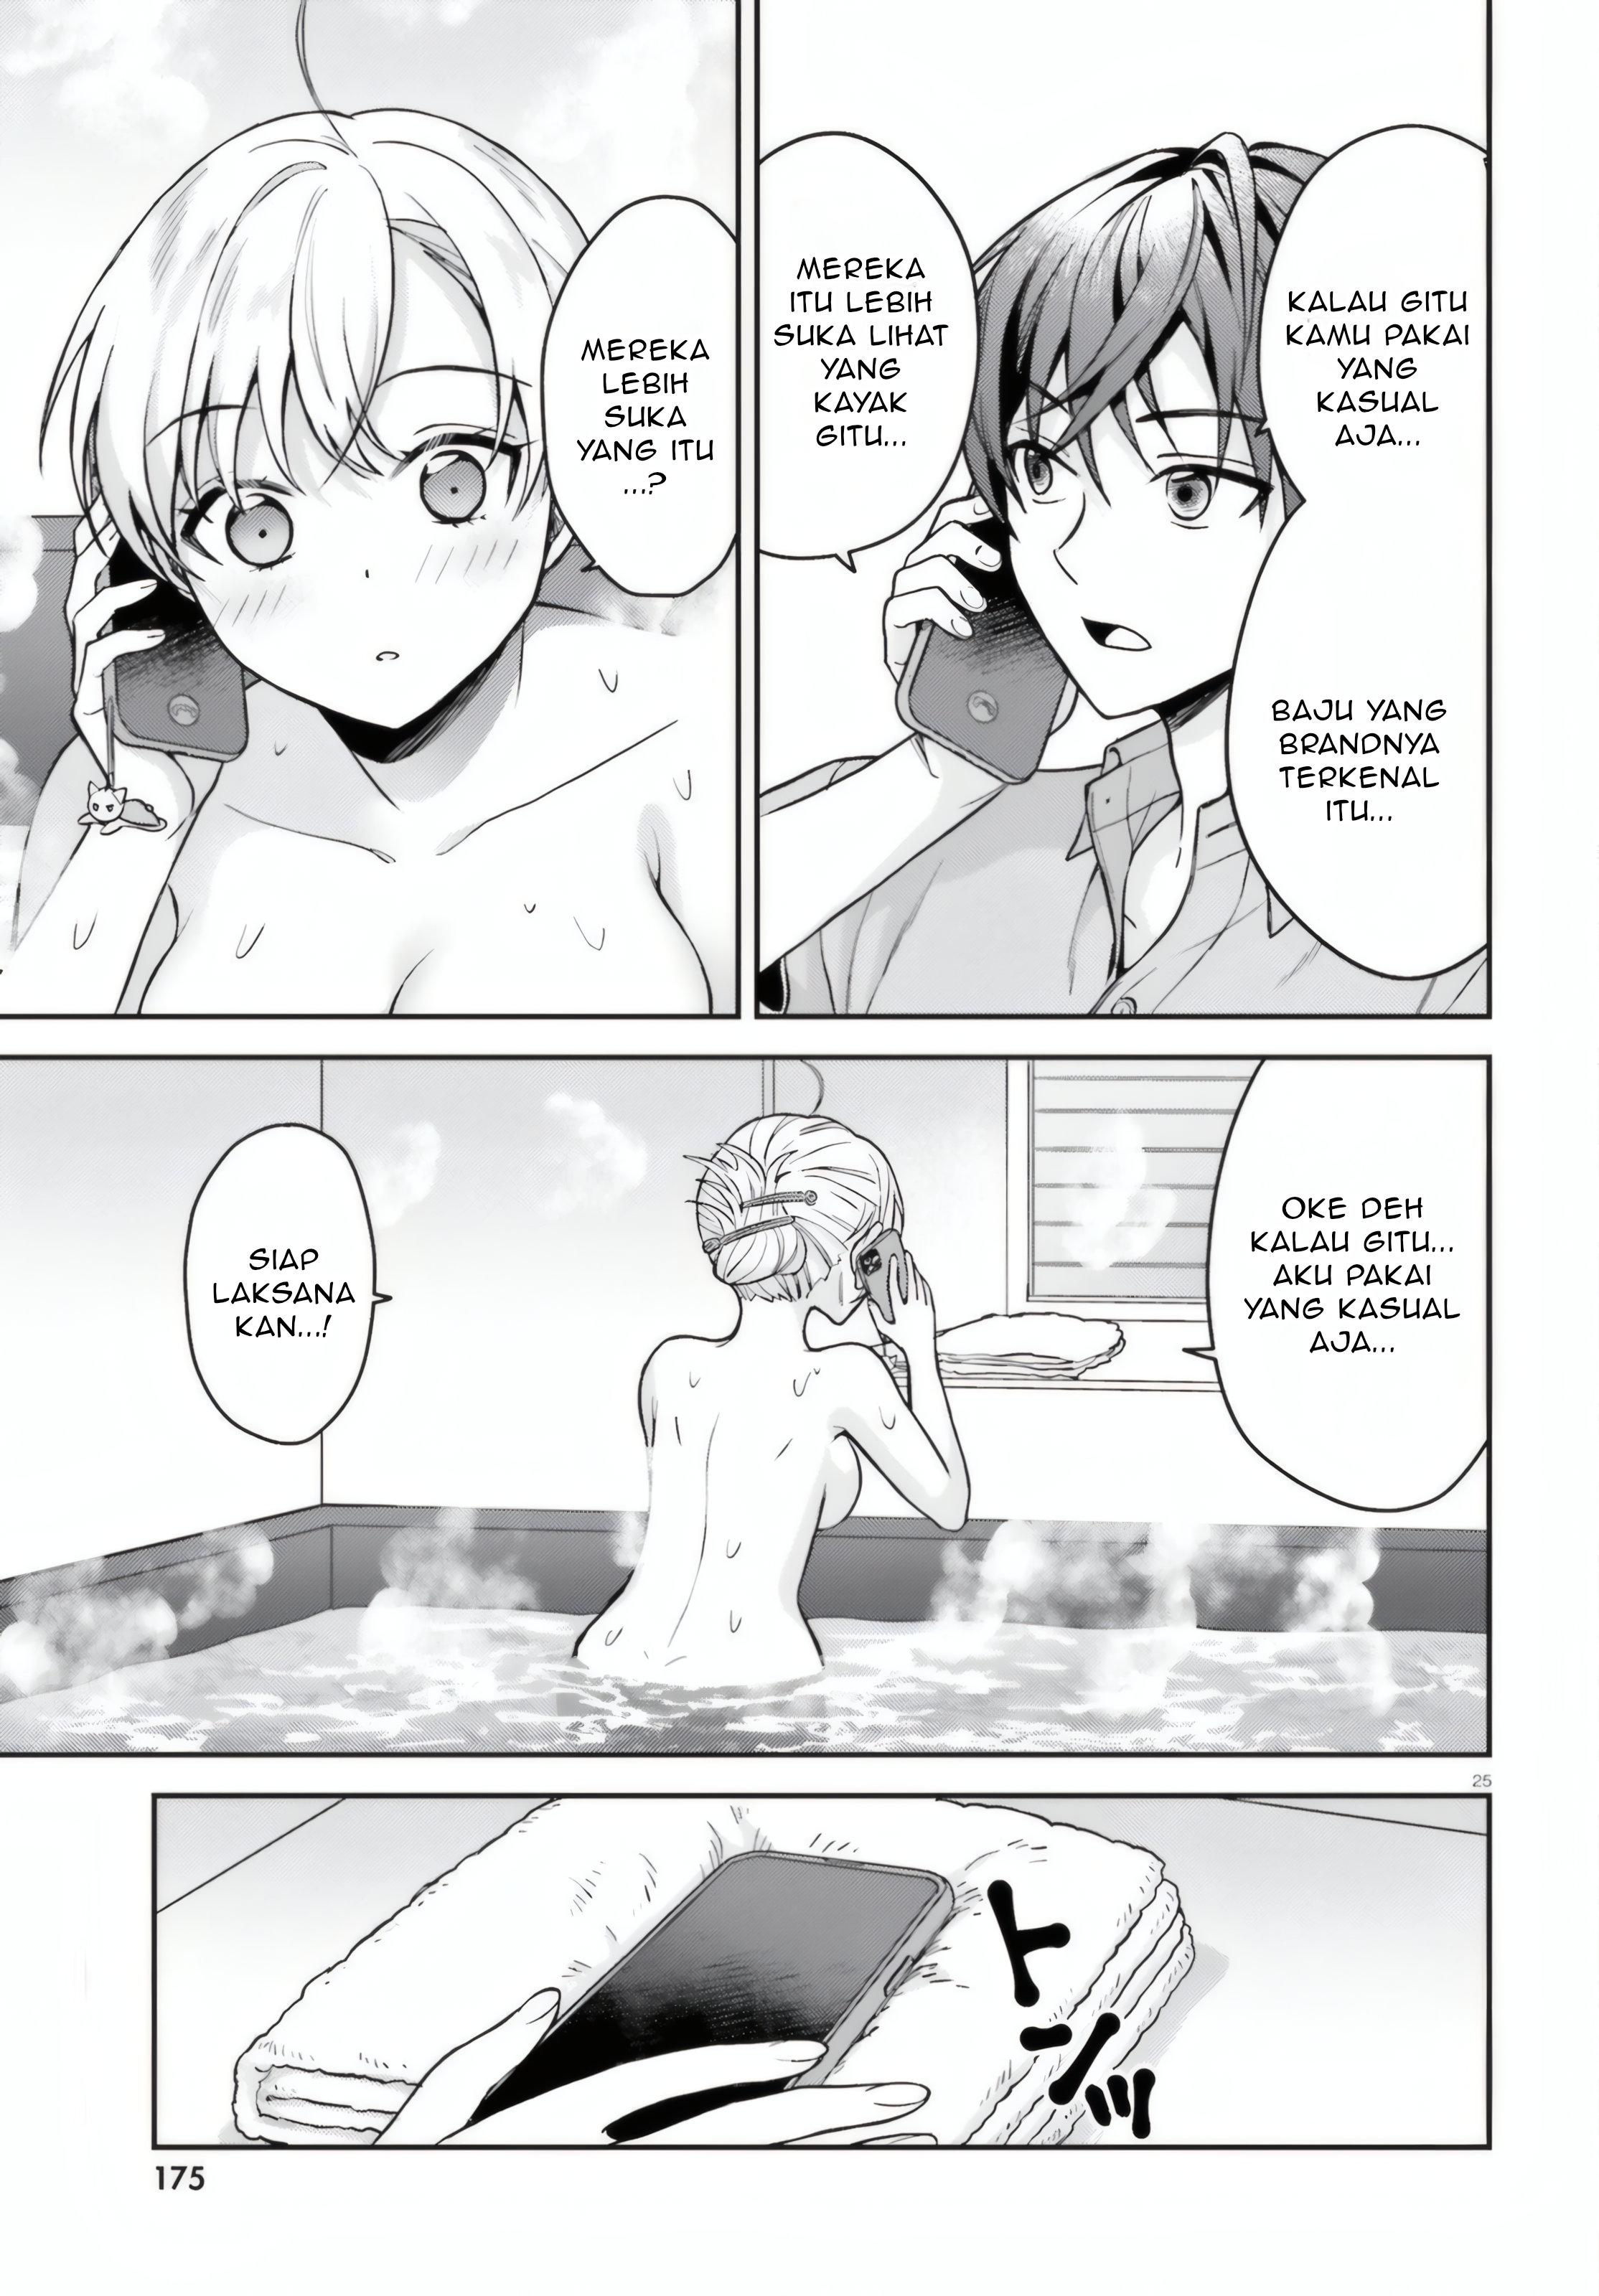 KALAU GITU
KAMU PAKAI
YANG
KASUAL
AJA...
BAJU YANG
BRANDNYA
TERKENAL
ITU...
MEREKA
ITU LEBIH
SUKA LIHAT
YANG
KAYAK
GITU...
MEREKA
LEBIH
SUKA
YANG ITU
...?
OKE DEH
KALAU GITU...
AKU PAKAI
YANG KASUAL
AJA...
SIAP
LAKSANA
KAN...!
25
トンッ
175